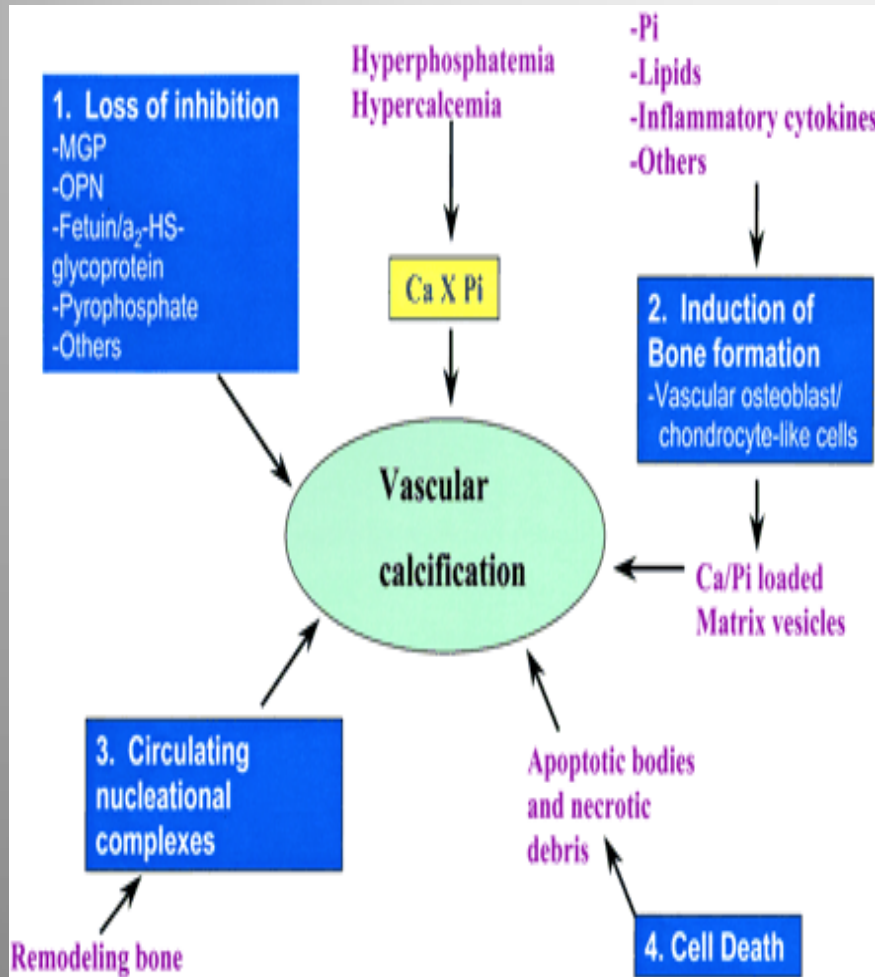 1. Loss of inhibition
-MGP
-OPN
-Fetuin/a₂-HS-
glycoprotein
-Pyrophosphate
-Others
Hyperphosphatemia
Hypercalcemia
Ca X Pi
-Pi
-Lipids
-Inflammatory cytokines
-Others
2. Induction of
Bone formation
-Vascular osteoblast/
chondrocyte-like cells
Ca/Pi loaded
Matrix vesicles
Vascular
calcification
3. Circulating
nucleational
complexes
Remodeling bone
Apoptotic bodies
and necrotic
debris
4. Cell Death